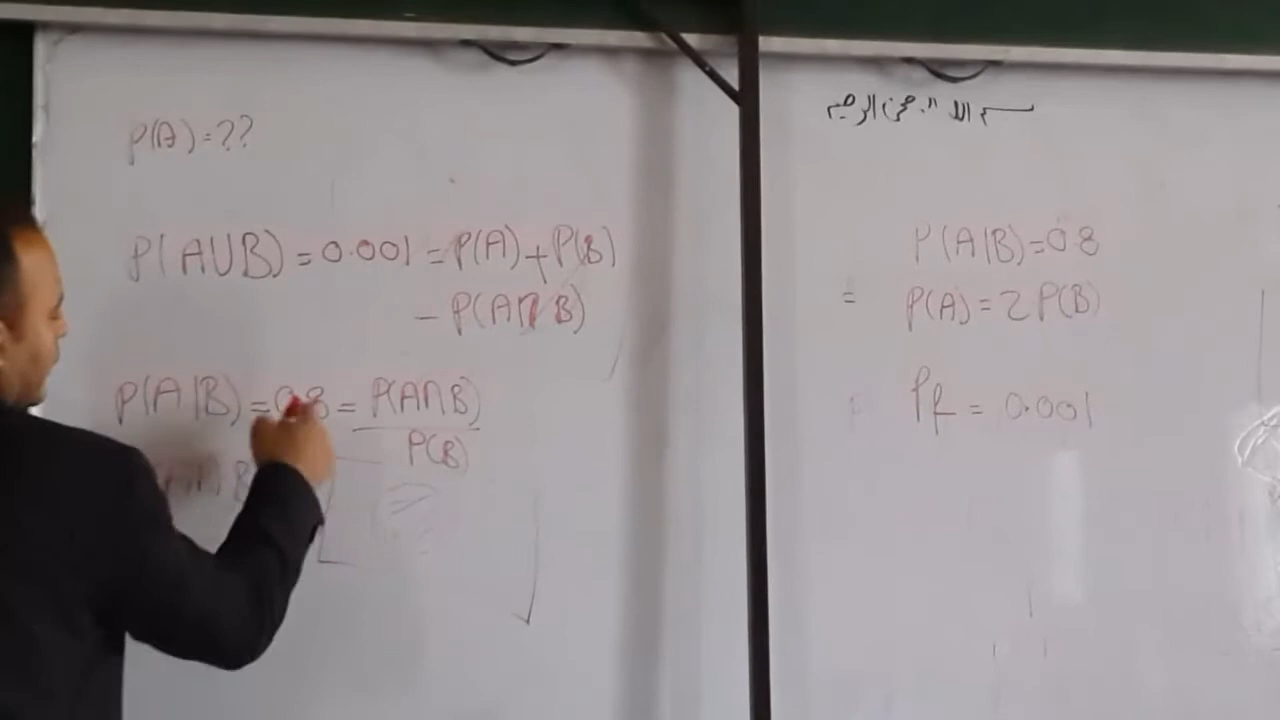 P(A)=??
P(A∪B)=0.001=P(A)+P(B)
-P(A∩B)
P(A|B)=0.8=P(A∩B)
P(B)
بسم الله الرحمن الرحيم
P(A|B)=0.8
= P(A)=2P(B)
Pf=0.001